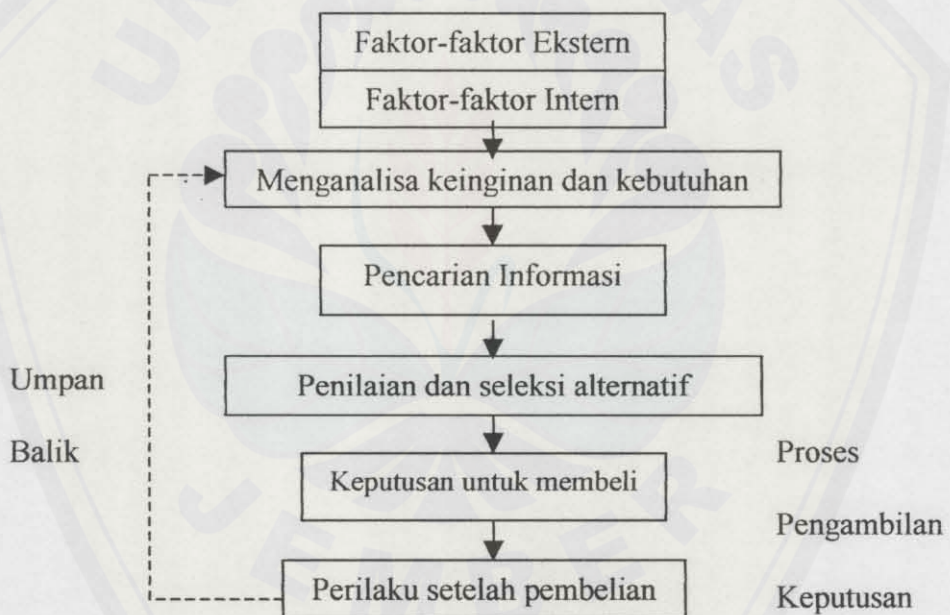 Faktor-faktor Ekstern
Faktor-faktor Intern
Menganalisa keinginan dan kebutuhan
Pencarian Informasi
Penilaian dan seleksi alternatif
Umpan
Balik
Keputusan untuk membeli
Proses
Pengambilan
Perilaku setelah pembelian
Keputusan
JEMBER